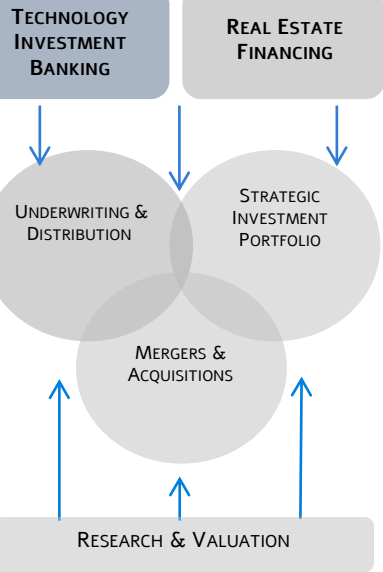 TECHNOLOGY
INVESTMENT
BANKING
REAL ESTATE
FINANCING
UNDERWRITING &
DISTRIBUTION
STRATEGIC
INVESTMENT
PORTFOLIO
MERGERS &
ACQUISITIONS
RESEARCH & VALUATION